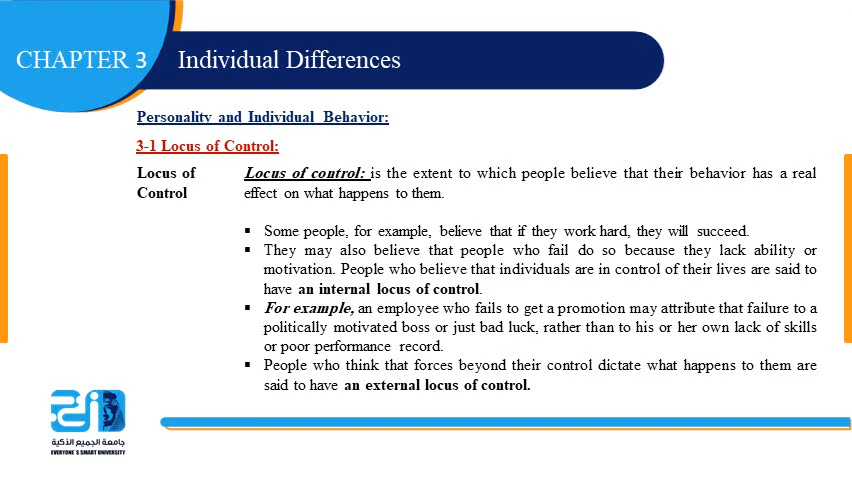 CHAPTER 3
Individual Differences
Personality and Individual Behavior:
3-1 Locus of Control:
Locus of
Control
Locus of control: is the extent to which people believe that their behavior has a real
effect on what happens to them.
▪ Some people, for example, believe that if they work hard, they will succeed.
▪ They may also believe that people who fail do so because they lack ability or
motivation. People who believe that individuals are in control of their lives are said to
have an internal locus of control.
▪ For example, an employee who fails to get a promotion may attribute that failure to a
politically motivated boss or just bad luck, rather than to his or her own lack of skills
or poor performance record.
▪ People who think that forces beyond their control dictate what happens to them are
said to have an external locus of control.
جامعة الجميع الذكية
EVERYONE`S SMART UNIVERSITY